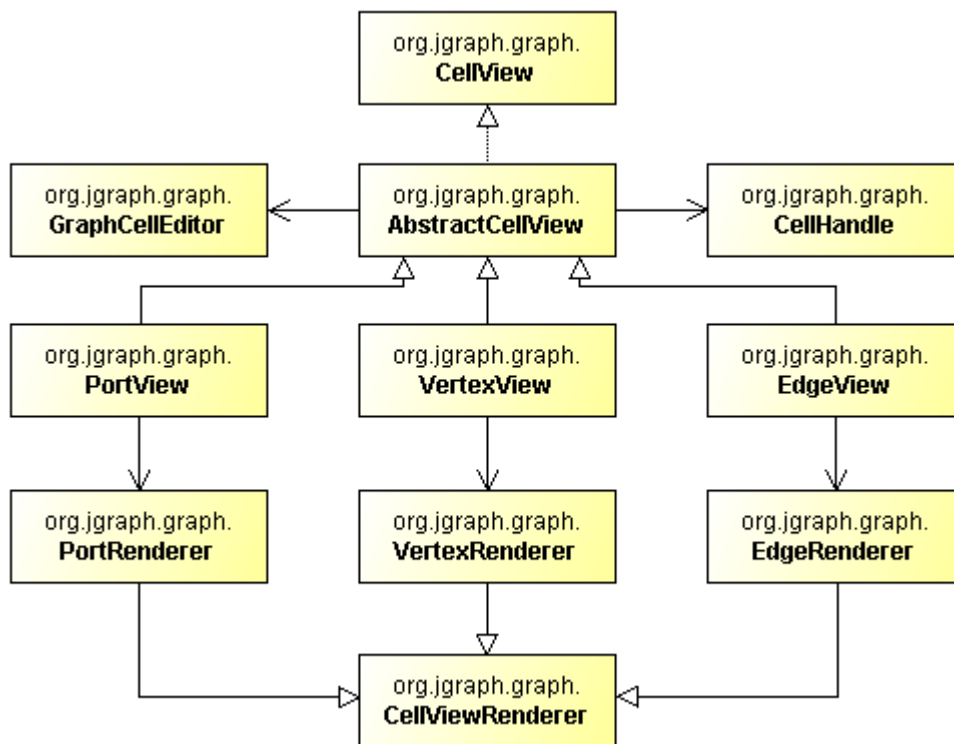 org.jgraph.graph.
CellView
org.jgraph.graph.
GraphCellEditor
org.jgraph.graph.
AbstractCellView
org.jgraph.graph.
CellHandle
org.jgraph.graph.
PortView
org.jgraph.graph.
VertexView
org.jgraph.graph.
EdgeView
org.jgraph.graph.
PortRenderer
org.jgraph.graph.
VertexRenderer
org.jgraph.graph.
EdgeRenderer
org.jgraph.graph.
CellViewRenderer